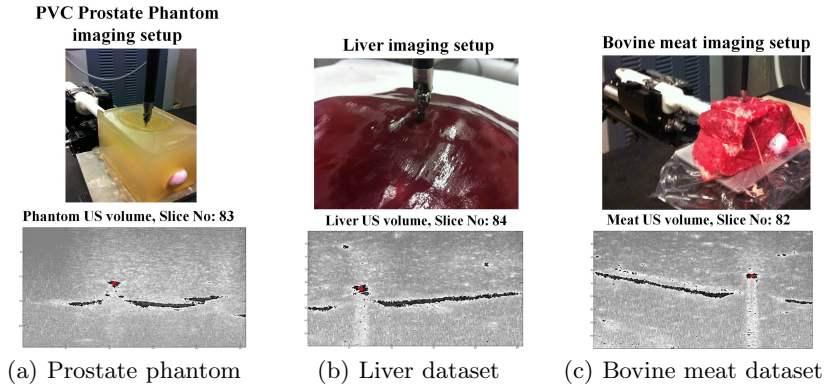 PVC Prostate Phantom
imaging setup
Liver imaging setup
Bovine meat imaging setup
Phantom US volume, Slice No: 83
Liver US volume, Slice No: 84
Meat US volume, Slice No: 82
(a) Prostate phantom
(b) Liver dataset
(c) Bovine meat dataset